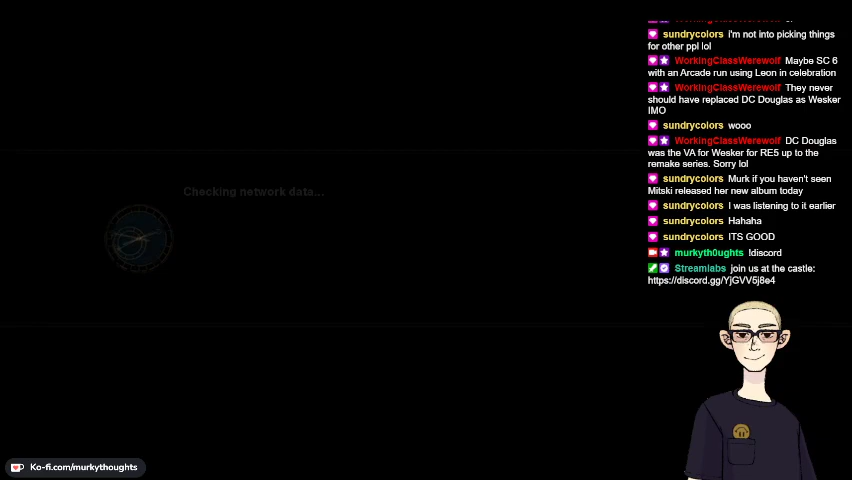 sundrycolors i'm not into picking things
for other ppl lol
WorkingClassWerewolf Maybe SC 6
with an Arcade run using Leon in celebration
WorkingClassWerewolf They never
should have replaced DC Douglas as Wesker
IMO
sundrycolors wooo
WorkingClassWerewolf DC Douglas
was the VA for Wesker for RE5 up to the
remake series. Sorry lol
sundrycolors Murk if you haven't seen
Mitski released her new album today
sundrycolors I was listening to it earlier
sundrycolors Hahaha
sundrycolors ITS GOOD
murkyth0ughts !discord
Streamlabs join us at the castle:
https://discord.gg/YjGVV5j8e4
Checking network data...
Ko-fi.com/murkythoughts